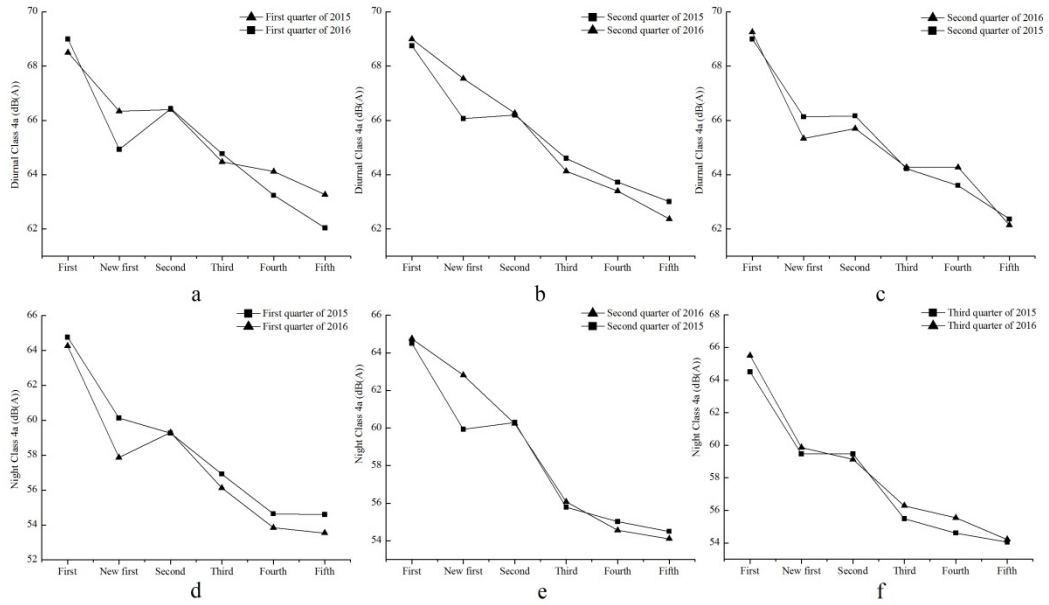 First quarter of 2015
First quarter of 2016
70
68
66
64
62
Diurnal Class 4a (dB(A))
First New first Second Third Fourth Fifth
a
Second quarter of 2015
Second quarter of 2016
70
68
66
64
62
Diurnal Class 4a (dB(A))
First New first Second Third Fourth Fifth
b
Second quarter of 2016
Second quarter of 2015
70
68
66
64
62
Diurnal Class 4a (dB(A))
First New first Second Third Fourth Fifth
c
First quarter of 2015
First quarter of 2016
66
64
62
60
58
56
54
52
Night Class 4a (dB(A))
First New first Second Third Fourth Fifth
d
Second quarter of 2016
Second quarter of 2015
66
64
62
60
58
56
54
Night Class 4a (dB(A))
First New first Second Third Fourth Fifth
e
Third quarter of 2015
Third quarter of 2016
68
66
64
62
60
58
56
54
Night Class 4a (dB(A))
First New first Second Third Fourth Fifth
f